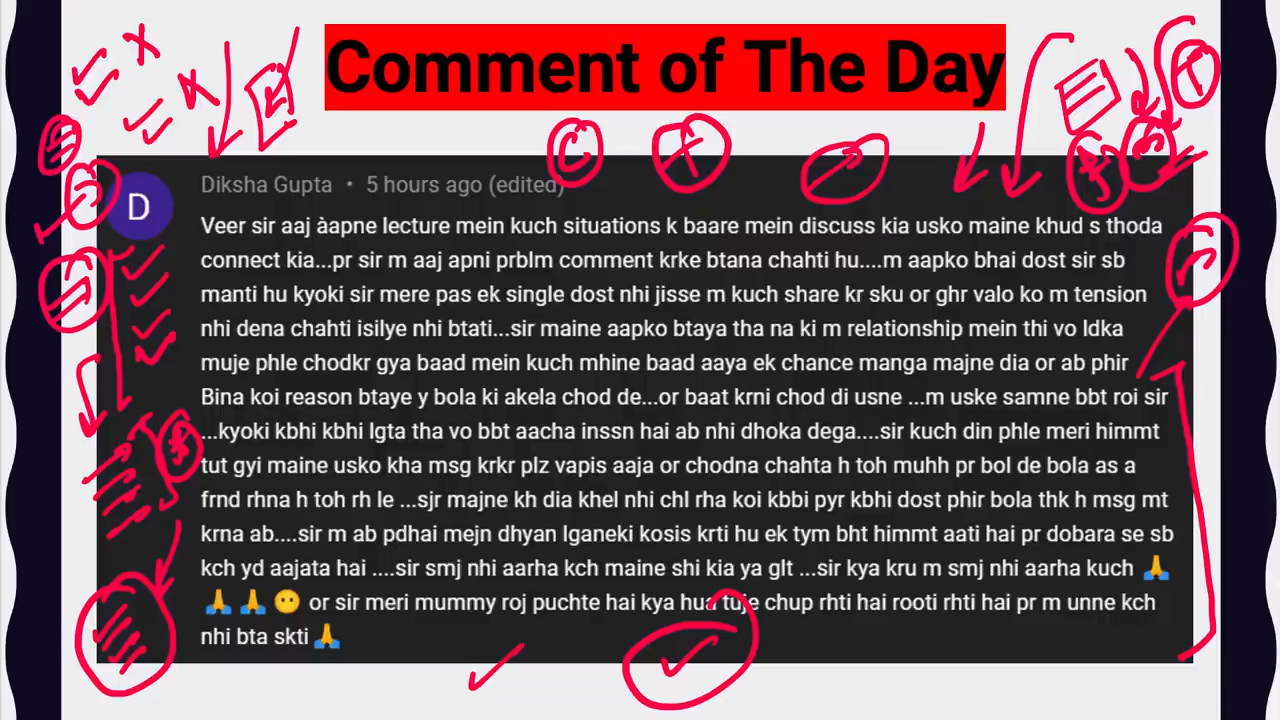 Comment of The Day
D
Diksha Gupta • 5 hours ago (edited)
Veer sir aaj àapne lecture mein kuch situations k baare mein discuss kia usko maine khud s thoda
connect kia...pr sir m aaj apni prblm comment krke btana chahti hu....m aapko bhai dost sir sb
manti hu kyoki sir mere pas ek single dost nhi jisse m kuch share kr sku or ghr valo ko m tension
nhi dena chahti isilye nhi btati...sir maine aapko btaya tha na ki m relationship mein thi vo ldka
muje phle chodkr gya baad mein kuch mhine baad aaya ek chance manga majne dia or ab phir
Bina koi reason btaye y bola ki akela chod de...or baat krni chod di usne ...m uske samne bbt roi sir
...kyoki kbhi kbhi lgta tha vo bbt aacha inssn hai ab nhi dhoka dega....sir kuch din phle meri himmt
tut gyi maine usko kha msg krkr plz vapis aaja or chodna chahta h toh muhh pr bol de bola as a
frnd rhna h toh rh le ...sjr majne kh dia khel nhi chl rha koi kbbi pyr kbhi dost phir bola thk h msg mt
krna ab....sir m ab pdhai mejn dhyan lganeki kosis krti hu ek tym bht himmt aati hai pr dobara se sb
kch yd aajata hai ....sir smj nhi aarha kch maine shi kia ya glt ...sir kya kru m smj nhi aarha kuch 🙏
🙏🙏😶 or sir meri mummy roj puchte hai kya hua tuje chup rhti hai rooti rhti hai pr m unne kch
nhi bta skti🙏